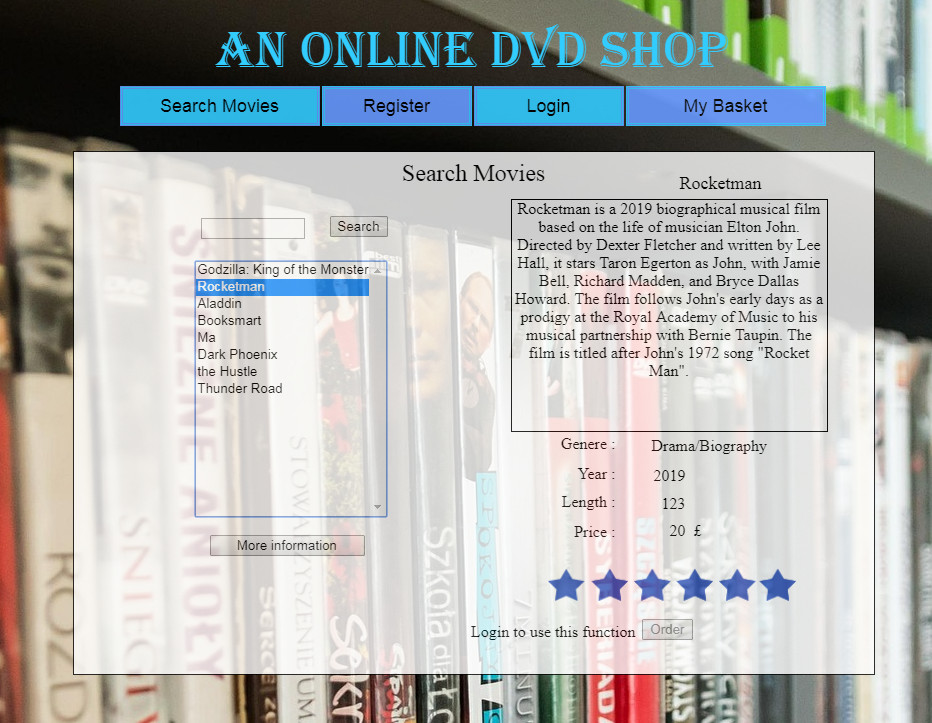 AN ONLINE DVD SHOP
Search Movies
Register
Login
My Basket
Search Movies
Search
Godzilla: King of the Monster
Rocketman
Aladdin
Booksmart
Ma
Dark Phoenix
the Hustle
Thunder Road
More information
Rocketman
Rocketman is a 2019 biographical musical film
based on the life of musician Elton John.
Directed by Dexter Fletcher and written by Lee
Hall, it stars Taron Egerton as John, with Jamie
Bell, Richard Madden, and Bryce Dallas
Howard. The film follows John's early days as a
prodigy at the Royal Academy of Music to his
musical partnership with Bernie Taupin. The
film is titled after John's 1972 song "Rocket
Man".
Genere : Drama/Biography
Year : 2019
Length : 123
Price : 20 £
Login to use this function
Order
ŚNIEŻNE ANIOŁY